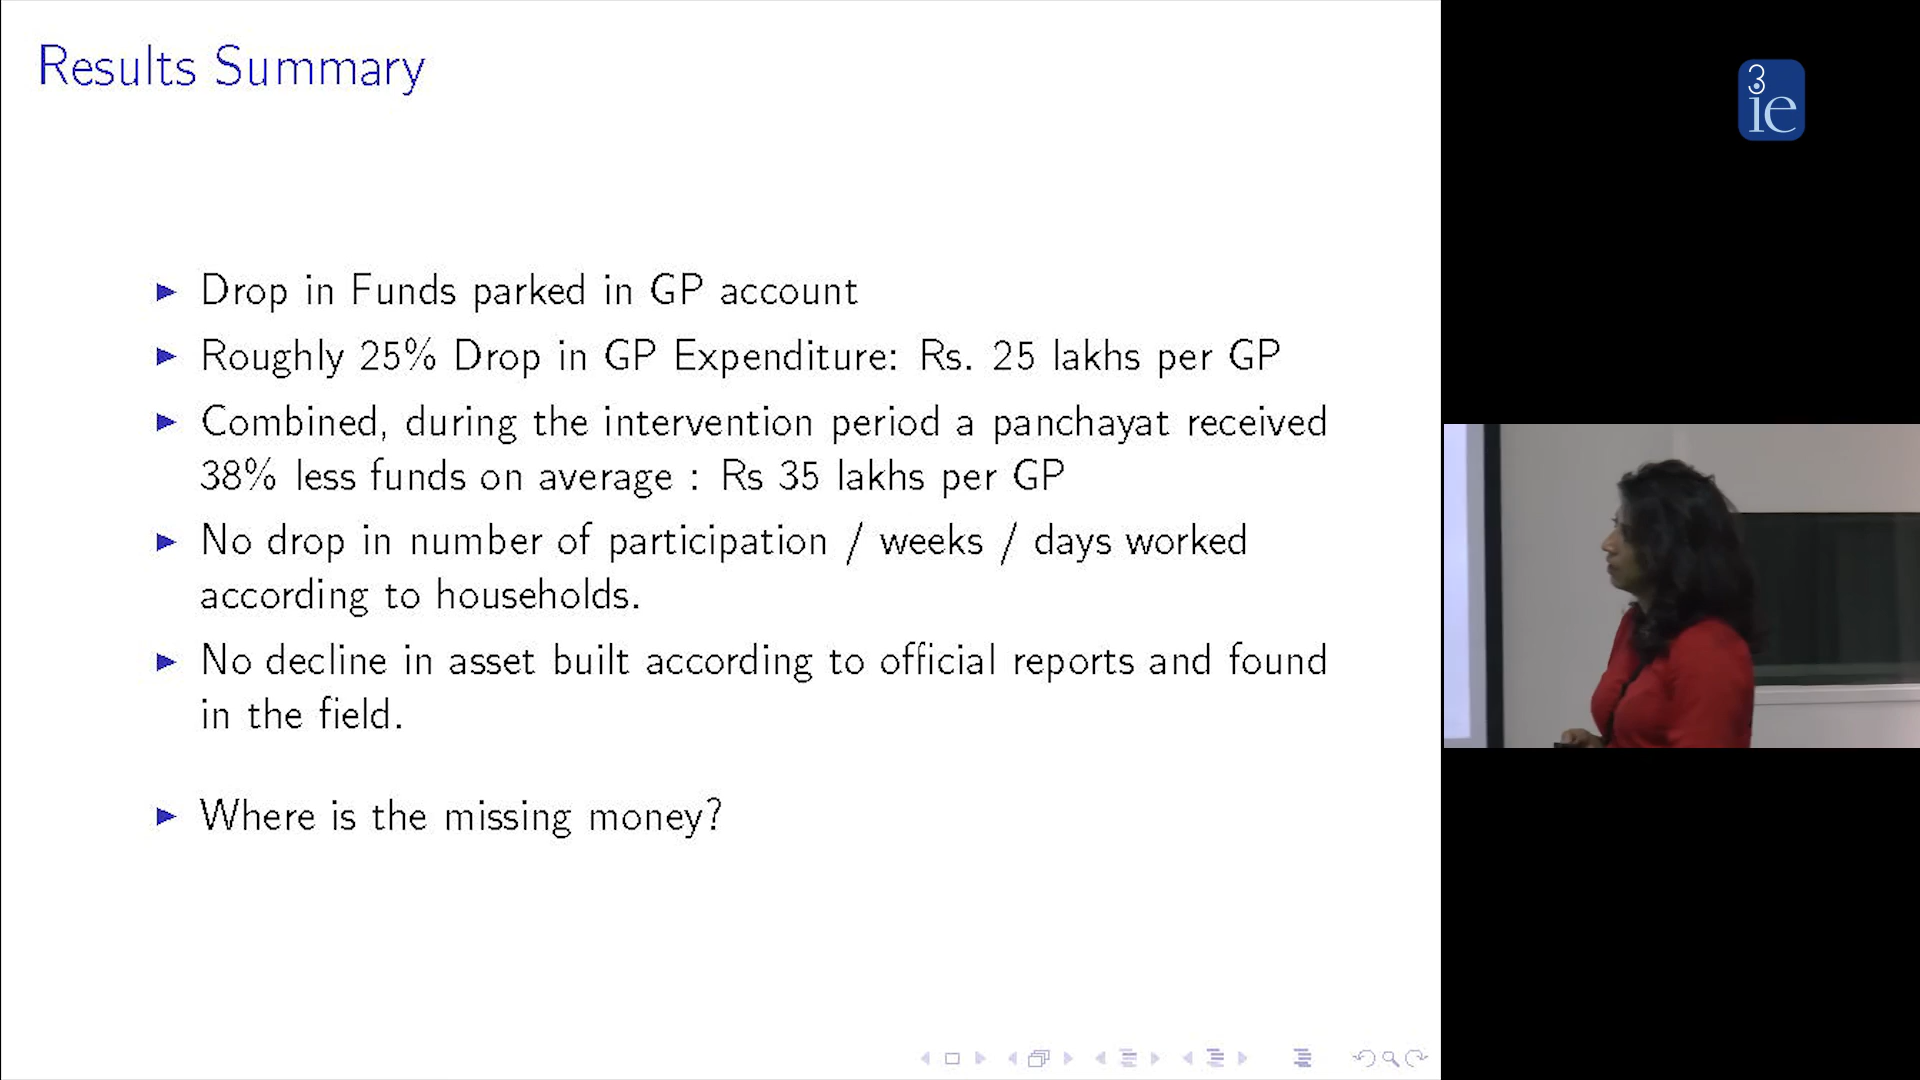 Results Summary
Drop in Funds parked in GP account
Roughly 25% Drop in GP Expenditure: Rs. 25 lakhs per GP
Combined, during the intervention period a panchayat received
38% less funds on average : Rs 35 lakhs per GP
No drop in number of participation / weeks / days worked
according to households.
No decline in asset built according to official reports and found
in the field.
Where is the missing money?
3
ie